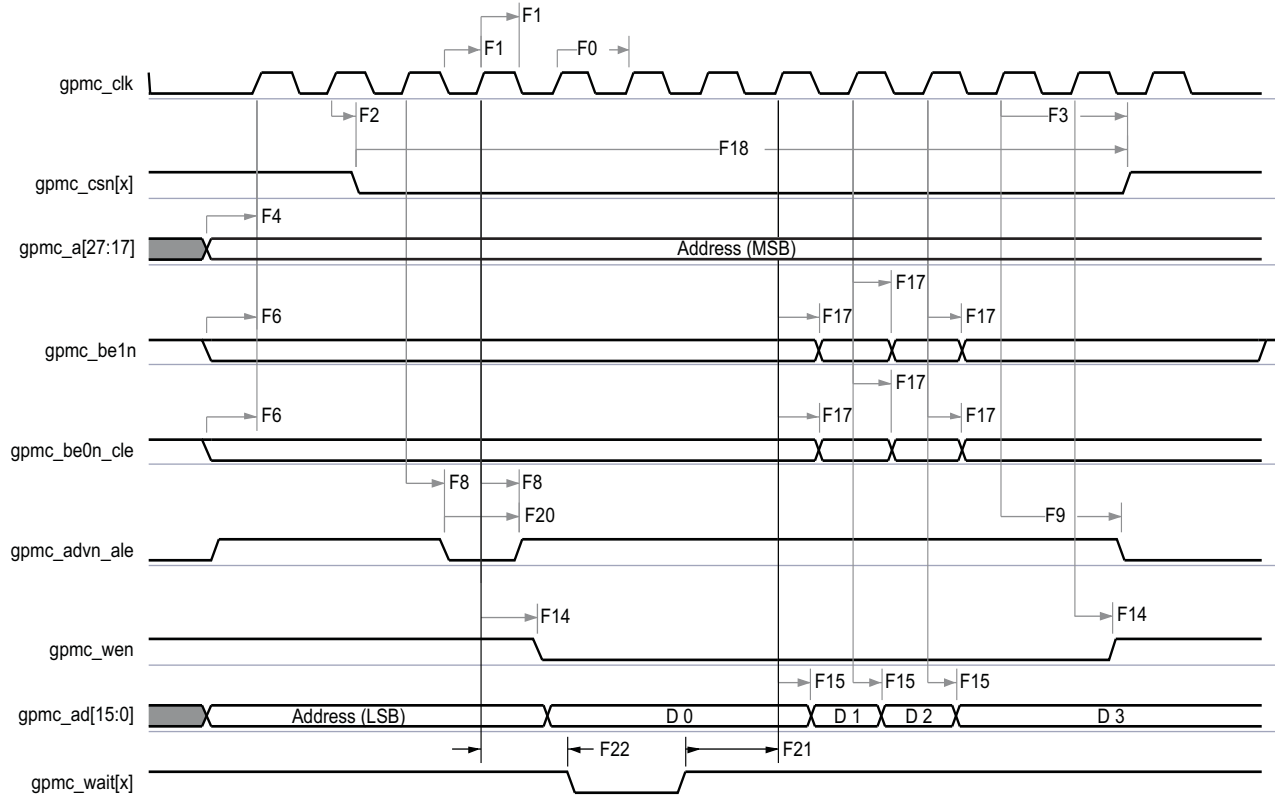 F1
F1 F0
gpmc_clk
F2 F3
F18
gpmc_csn[x]
F4
gpmc_a[27:17] Address (MSB)
F17
F6 F17 F17
gpmc_be1n
F17
F6 F17 F17
gpmc_be0n_cle
F8 F8
F20 F9
gpmc_advn_ale
F14 F14
gpmc_wen
F15 F15 F15
gpmc_ad[15:0] Address (LSB) D 0 D 1 D 2 D 3
F22 F21
gpmc_wait[x]